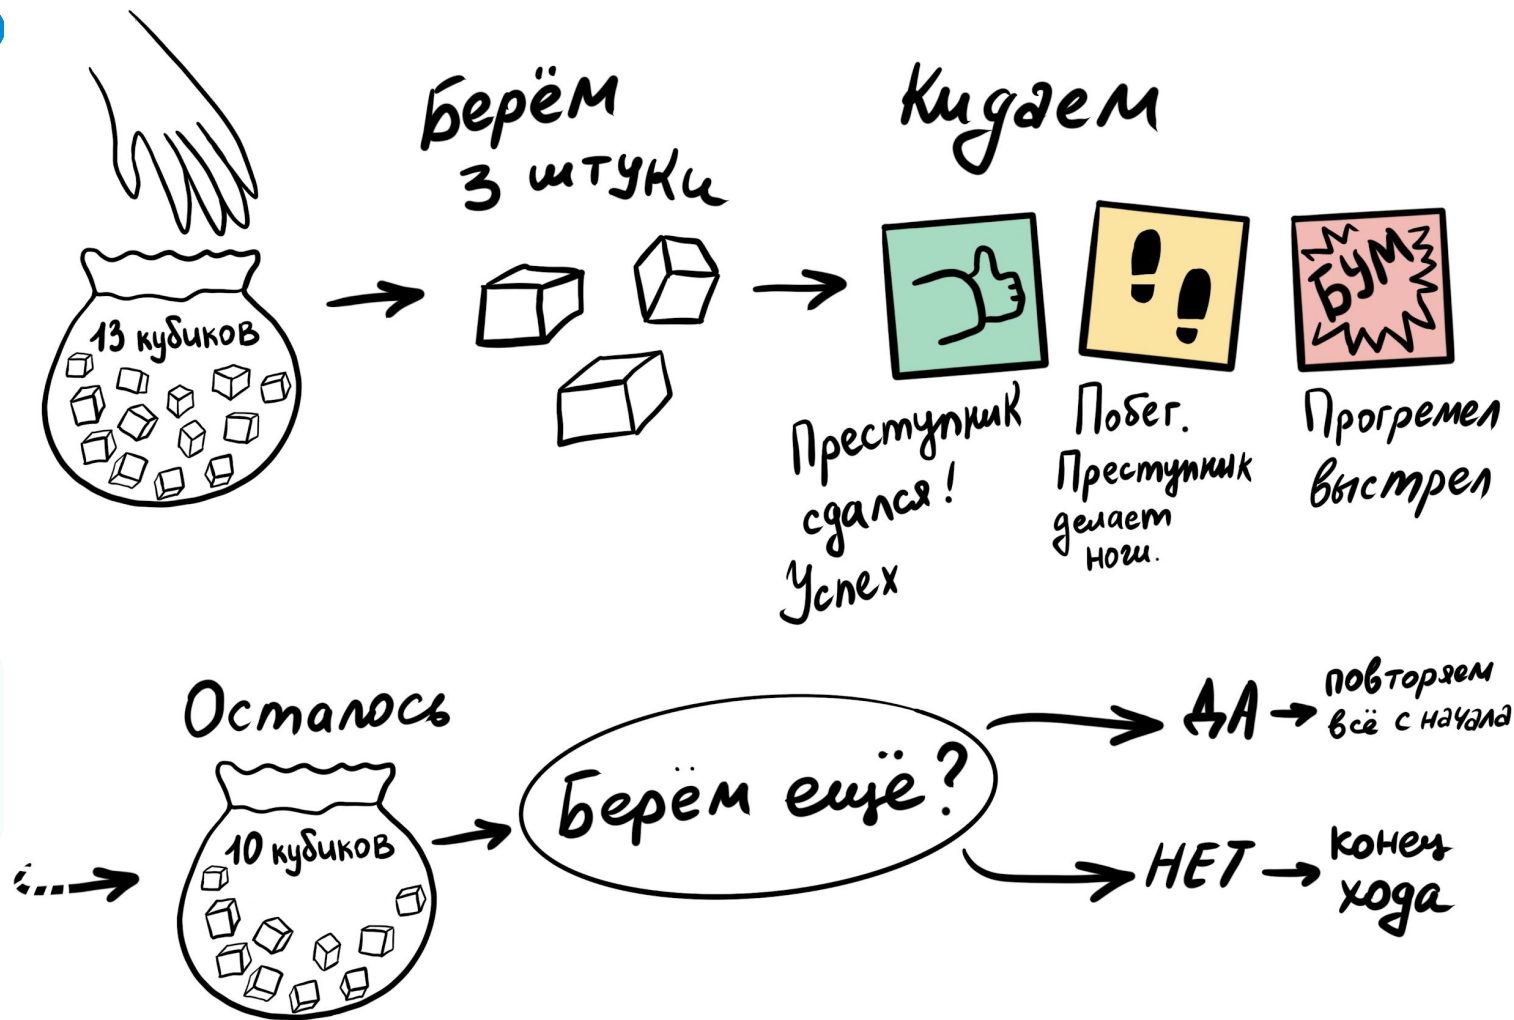 Берём
3 штуки
Кидаем
13 кубиков
БУМ
Преступник
сдался!
Успех
Побег.
Преступник
делает
ноги.
Прогремел
выстрел
Осталось
10 кубиков
Берём ещё?
ДА
повторяем
всё с начала
НЕТ
конец
хода